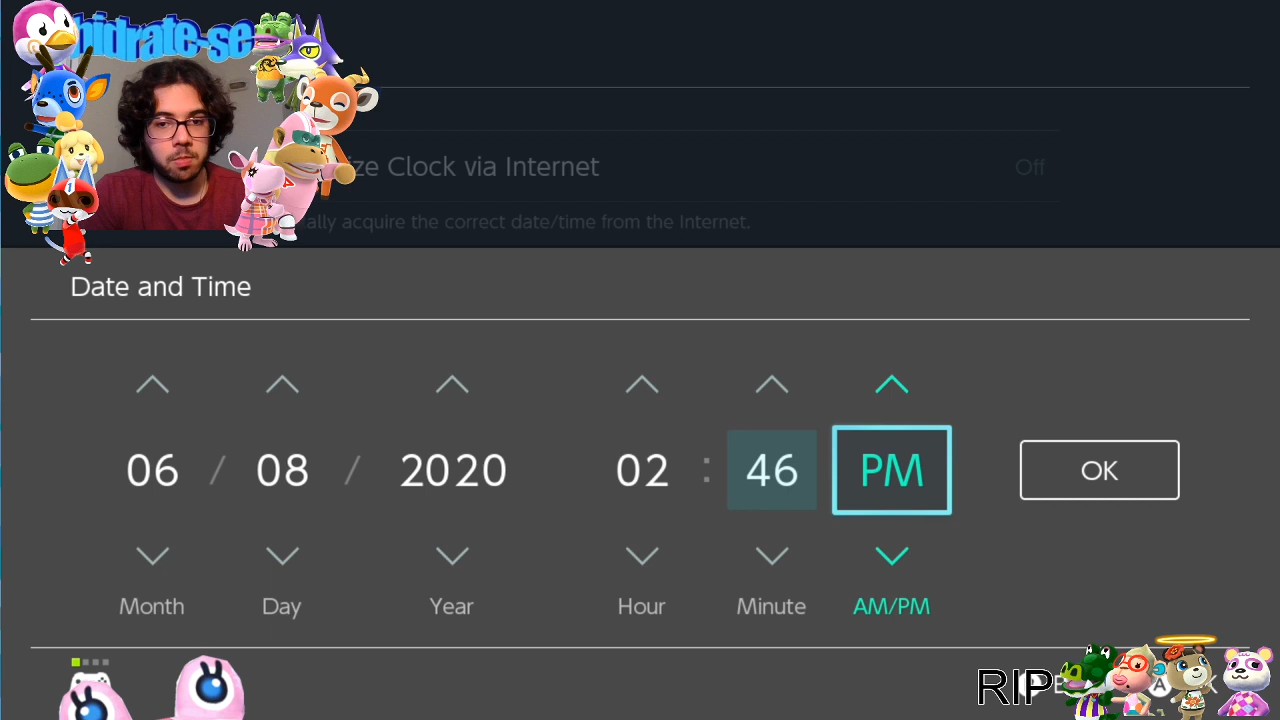 hidrate-se
ze Clock via Internet
Off
ally acquire the correct date/time from the Internet.
Date and Time
06 / 08 / 2020 02 : 46 PM OK
Month Day Year Hour Minute AM/PM
RIP